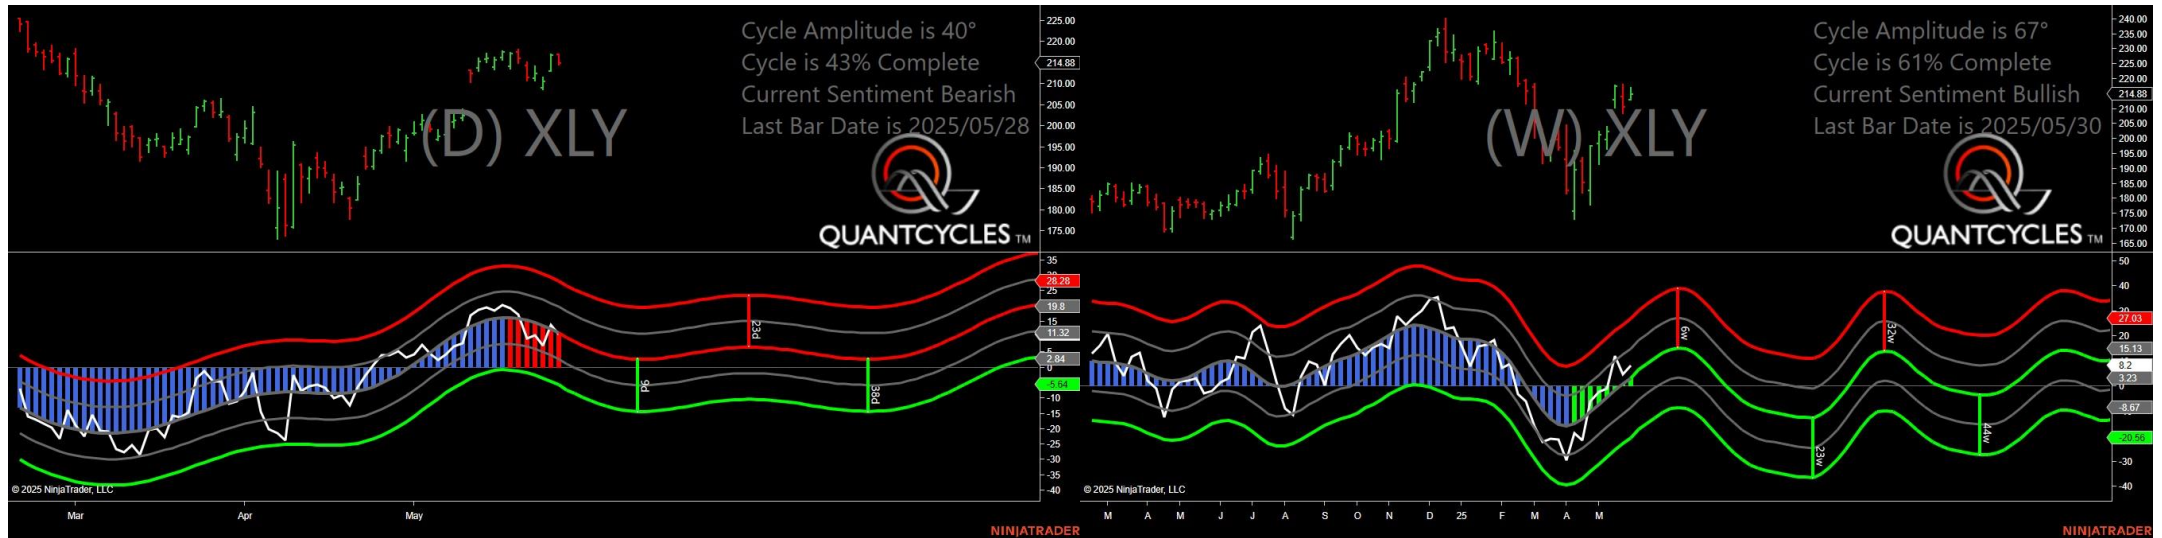 Cycle Amplitude is 40°
Cycle is 43% Complete
Current Sentiment Bearish
Last Bar Date is 2025/05/28
(D) XLY
QUANTCYCLES TM
225.00
220.00
214.88
210.00
205.00
200.00
195.00
190.00
185.00
180.00
175.00
35
28.28
25
19.8
15
11.32
5
2.84
0
-5.64
-10
-15
-20
-25
-30
-35
-40
9d
23d
38d
© 2025 NinjaTrader, LLC
Mar
Apr
May
NINJATRADER
Cycle Amplitude is 67°
Cycle is 61% Complete
Current Sentiment Bullish
Last Bar Date is 2025/05/30
(W) XLY
QUANTCYCLES TM
240.00
235.00
230.00
225.00
220.00
214.88
210.00
205.00
200.00
195.00
190.00
185.00
180.00
175.00
170.00
165.00
50
40
27.03
20
15.13
8.2
3.23
0
-8.67
-20.56
-30
-40
6w
23w
32w
44w
© 2025 NinjaTrader, LLC
M A M J J A S O N D 25 F M A M
NINJATRADER